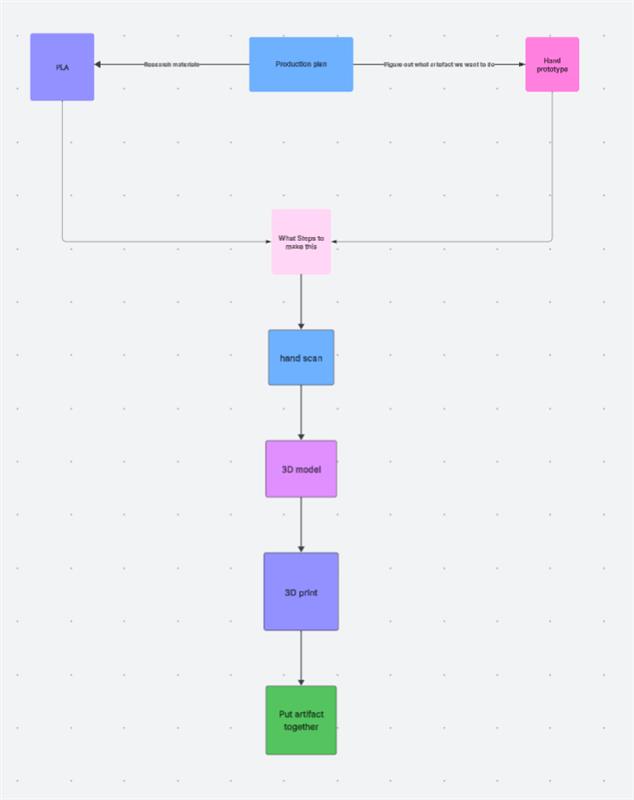 PLA
Research materials
Production plan
Figure out what artefact we want to do
Hand
prototype
What Steps to
make this
hand scan
3D model
3D print
Put artifact
together